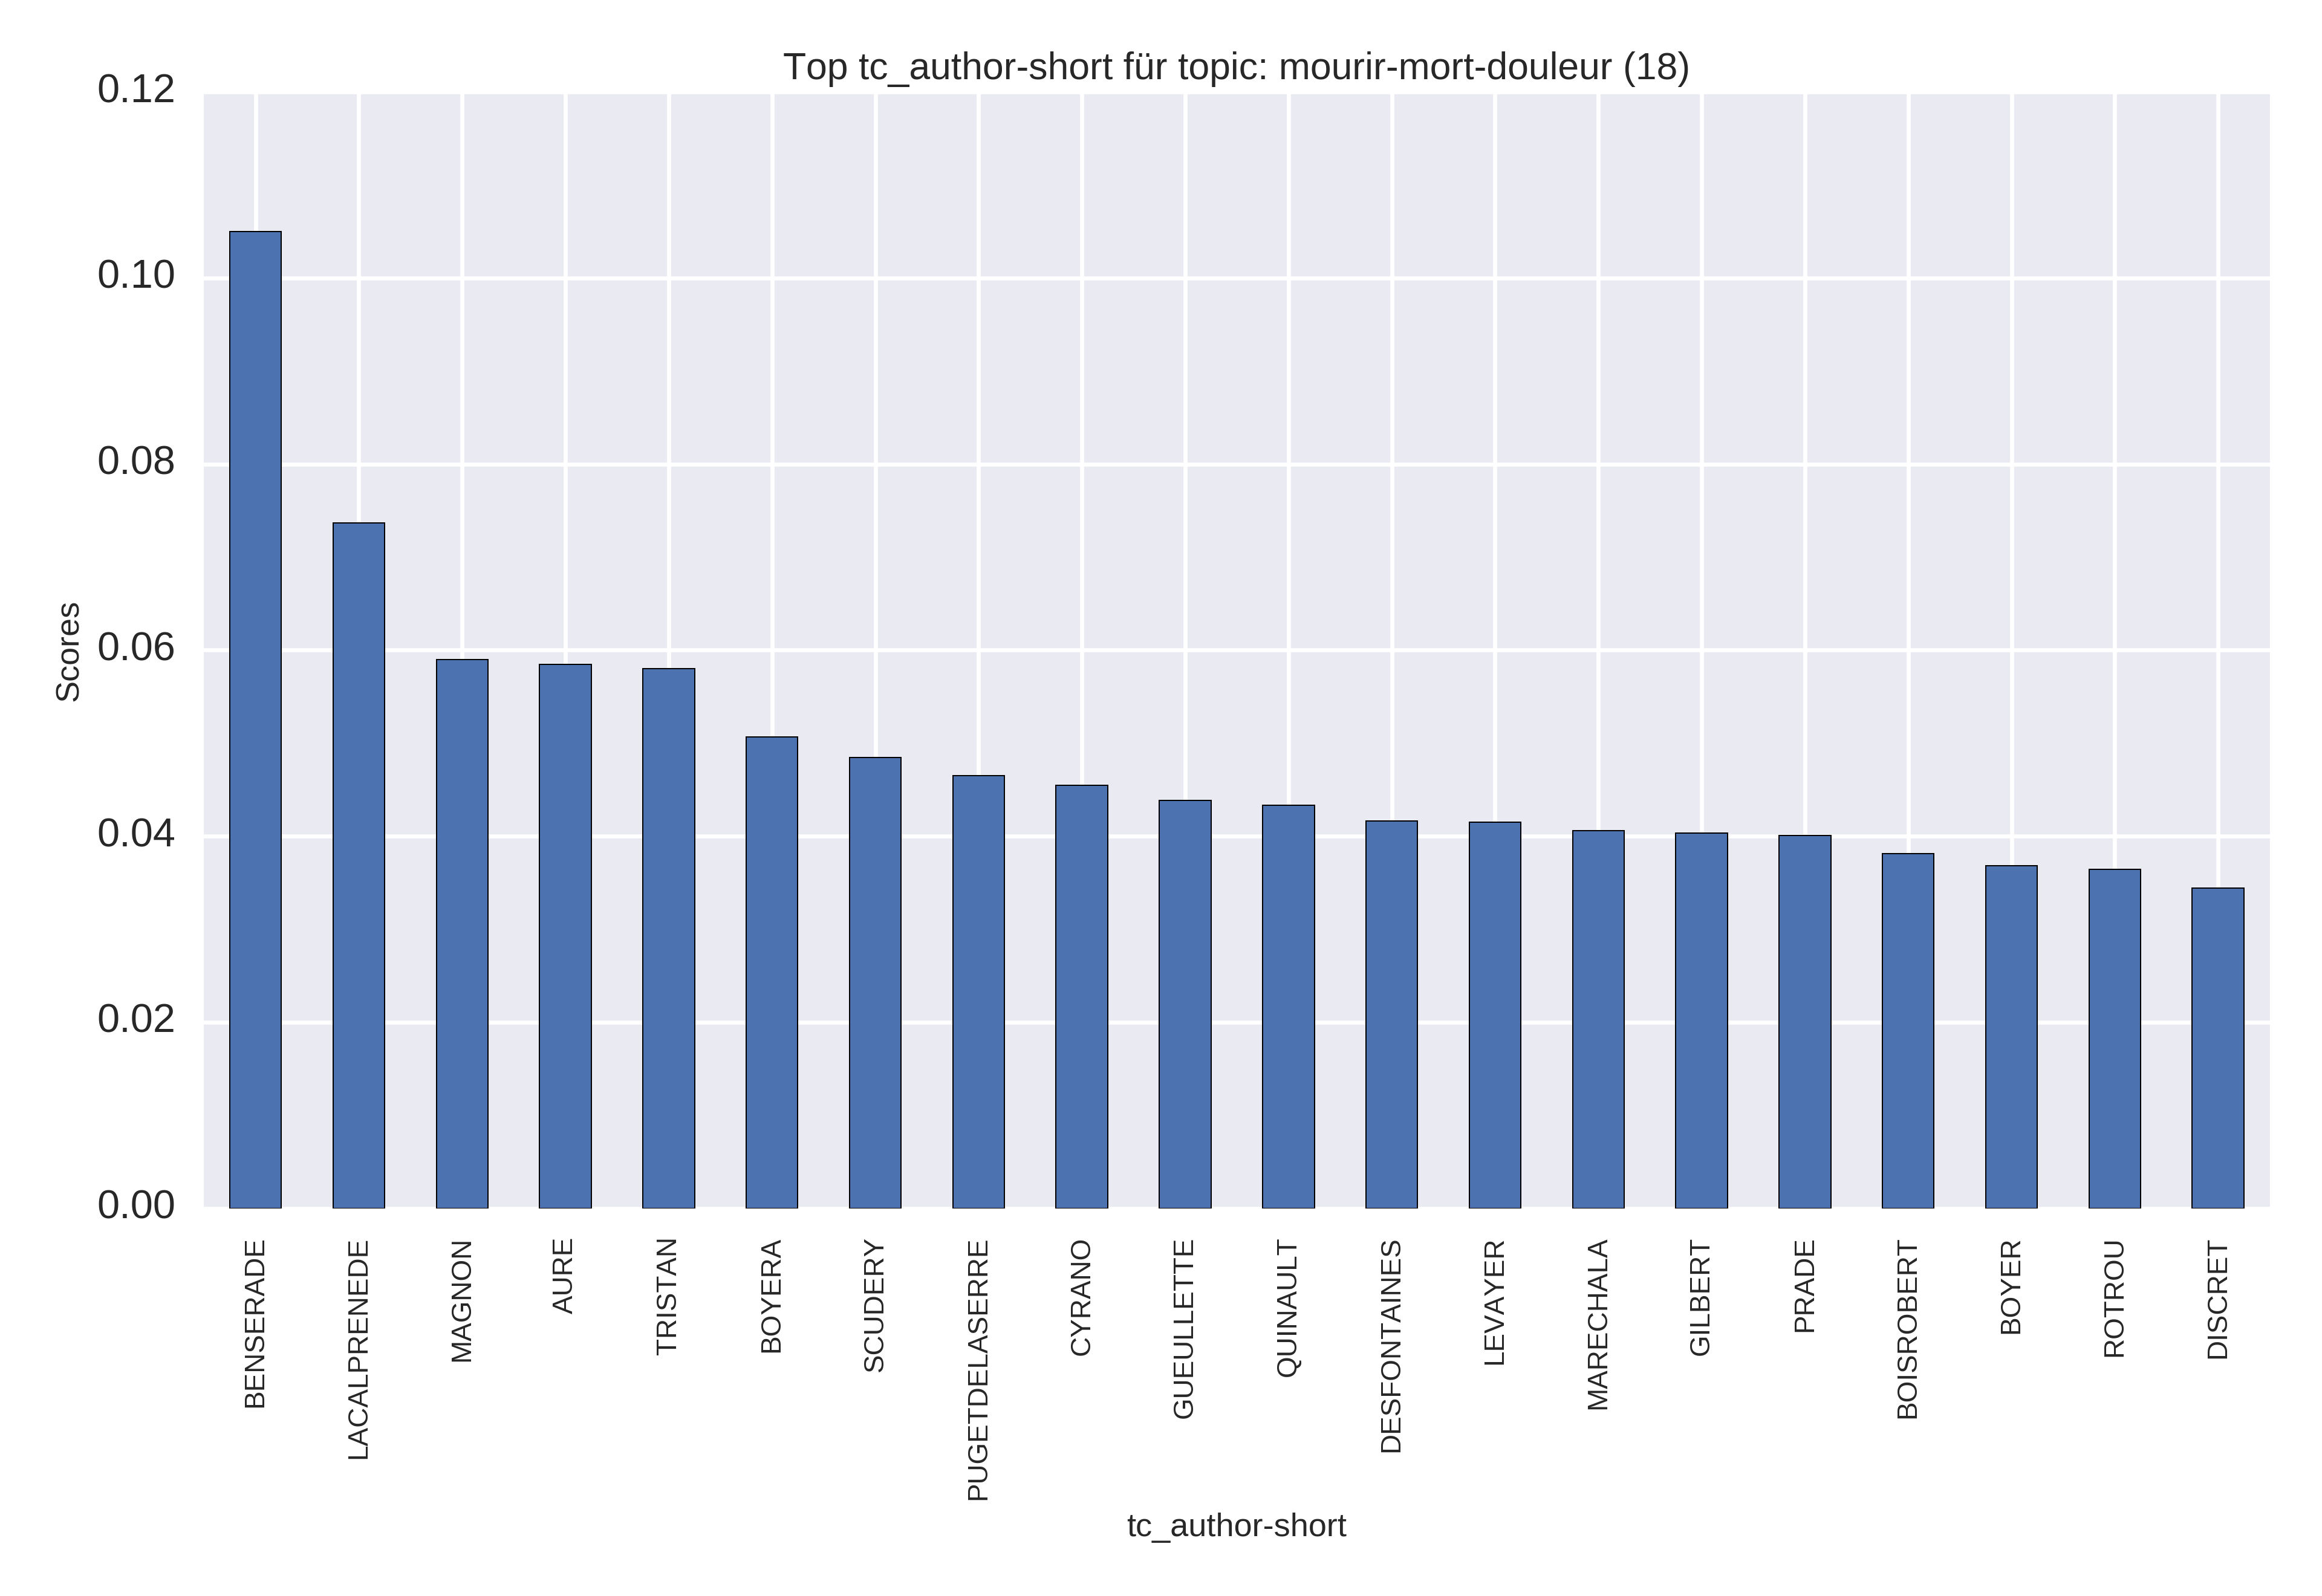 Top tc_author-short für topic: mourir-mort-douleur (18)
0.12
0.10
0.08
0.06
0.04
0.02
0.00
Scores
BENSERADE
LACALPRENEDE
MAGNON
AURE
TRISTAN
BOYERA
SCUDERY
PUGETDELASERRE
CYRANO
GUEULLETTE
QUINAULT
DESFONTAINES
LEVAYER
MARECHALA
GILBERT
PRADE
BOISROBERT
BOYER
ROTROU
DISCRET
tc_author-short